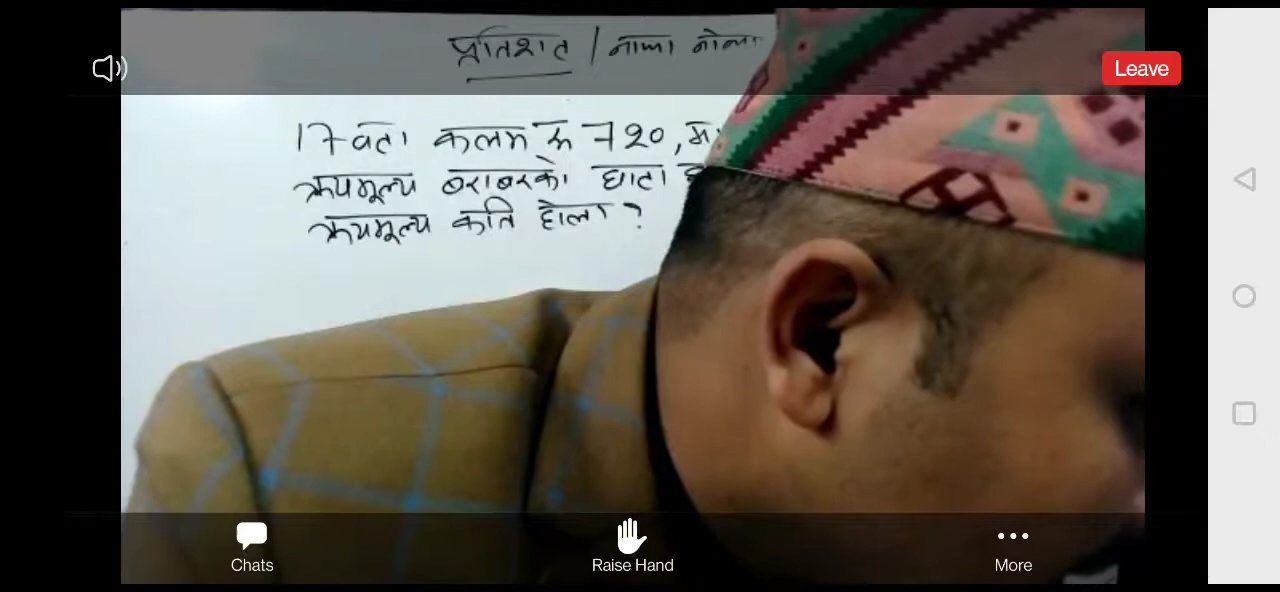 प्रतिशत / नाफा नोक्सा
Leave
17 वटा कलम रु 720, मा
क्रयमूल्य बराबरको घाटा
क्रयमूल्य कति होला?
Chats
Raise Hand
More